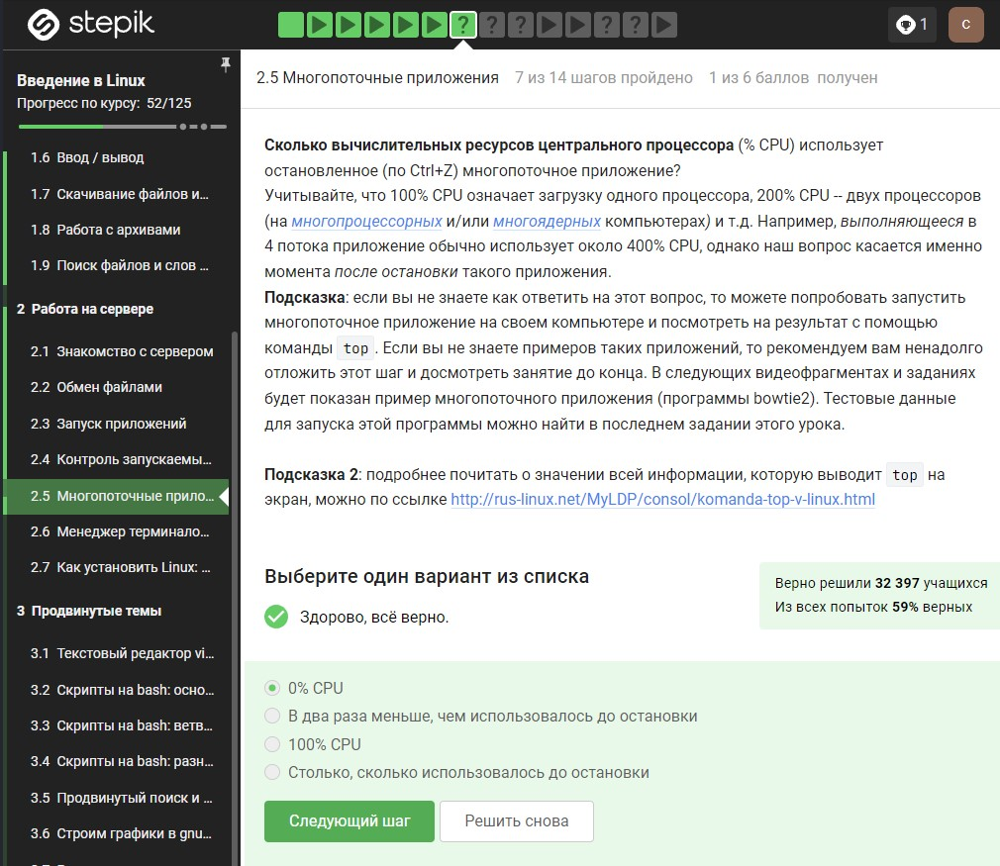 stepik
1
C
Введение в Linux
Прогресс по курсу: 52/125
1.6 Ввод / вывод
1.7 Скачивание файлов и...
1.8 Работа с архивами
1.9 Поиск файлов и слов ...
2 Работа на сервере
2.1 Знакомство с сервером
2.2 Обмен файлами
2.3 Запуск приложений
2.4 Контроль запускаемы...
2.5 Многопоточные прило...
2.6 Менеджер терминало...
2.7 Как установить Linux: ...
3 Продвинутые темы
3.1 Текстовый редактор vi...
3.2 Скрипты на bash: осно...
3.3 Скрипты на bash: ветв...
3.4 Скрипты на bash: разн...
3.5 Продвинутый поиск и ...
3.6 Строим графики в gnu...
2.5 Многопоточные приложения 7 из 14 шагов пройдено 1 из 6 баллов получен
Сколько вычислительных ресурсов центрального процессора (% CPU) использует
остановленное (по Ctrl+Z) многопоточное приложение?
Учитывайте, что 100% CPU означает загрузку одного процессора, 200% CPU -- двух процессоров
(на многопроцессорных и/или многоядерных компьютерах) и т.д. Например, выполняющееся в
4 потока приложение обычно использует около 400% CPU, однако наш вопрос касается именно
момента после остановки такого приложения.
Подсказка: если вы не знаете как ответить на этот вопрос, то можете попробовать запустить
многопоточное приложение на своем компьютере и посмотреть на результат с помощью
команды top . Если вы не знаете примеров таких приложений, то рекомендуем вам ненадолго
отложить этот шаг и досмотреть занятие до конца. В следующих видеофрагментах и заданиях
будет показан пример многопоточного приложения (программы bowtie2). Тестовые данные
для запуска этой программы можно найти в последнем задании этого урока.
Подсказка 2: подробнее почитать о значении всей информации, которую выводит top на
экран, можно по ссылке http://rus-linux.net/MyLDP/consol/komanda-top-v-linux.html
Выберите один вариант из списка
Здорово, всё верно.
Верно решили 32 397 учащихся
Из всех попыток 59% верных
0% CPU
В два раза меньше, чем использовалось до остановки
100% CPU
Столько, сколько использовалось до остановки
Следующий шаг
Решить снова